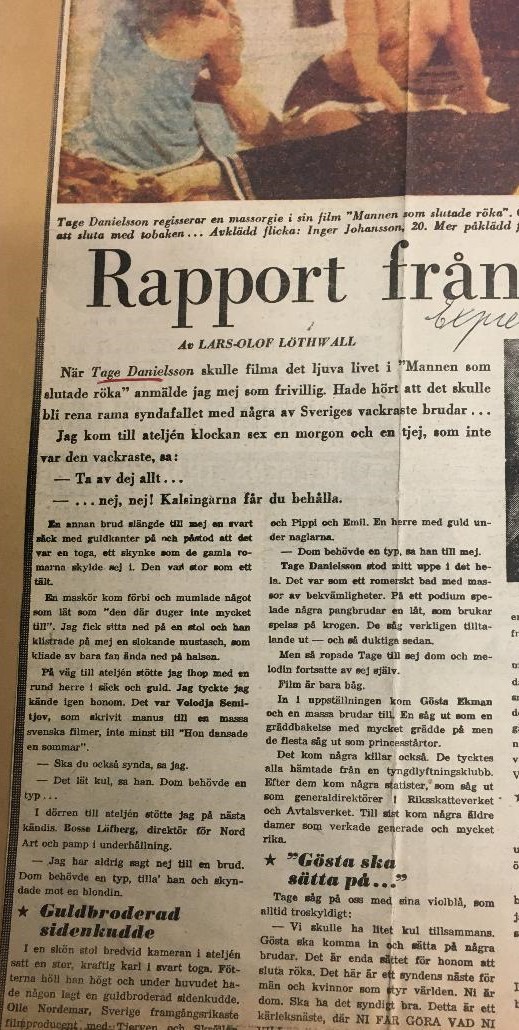 Tage Danielsson regisserar en massorgie i sin film "Mannen som slutade röka".
att sluta med tobaken... Avklädd flicka: Inger Johansson, 20. Mer påklädd
Rapport från
Expre
Av LARS-OLOF LÖTHWALL
När Tage Danielsson skulle filma det ljuva livet i "Mannen som
slutade röka" anmälde jag mej som frivillig. Hade hört att det skulle
bli rena rama syndafallet med några av Sveriges vackraste brudar...
Jag kom till ateljén klockan sex en morgon och en tjej, som inte
var den vackraste, sa:
— Ta av dej allt...
— ... nej, nej! Kalsingarna får du behålla.
En annan brud slängde till mej en svart
säck med guldkanter på och påstod att det
var en toga, ett skynke som de gamla ro-
marna skylde sej i. Den var stor som ett
tält.
En maskör kom förbi och mumlade något
som lät som "den där duger inte mycket
till". Jag fick sitta ned på en stol och han
klistrade på mej en slokande mustasch, som
kliade av bara fan ända ned på halsen.
På väg till ateljén stötte jag ihop med en
rund herre i säck och guld. Jag tyckte jag
kände igen honom. Det var Volodja Semi-
tjov, som skrivit manus till en massa
svenska filmer, inte minst till "Hon dansade
en sommar".
— Ska du också synda, sa jag.
— Det lät kul, sa han. Dom behövde en
typ...
I dörren till ateljén stötte jag på nästa
kändis. Bosse Löfberg, direktör för Nord
Art och pamp i underhållning.
— Jag har aldrig sagt nej till en brud.
Dom behövde en typ, tilla' han och skyn-
dade mot en blondin.
★ Guldbroderad
sidenkudde
I en skön stol bredvid kameran i ateljén
satt en stor, kraftig karl i svart toga. Föt-
terna höll han högt och under huvudet ha-
de någon lagt en guldbroderad sidenkudde.
Olle Nordemar, Sverige framgångsrikaste
filmproducent med Tjorven och Skrållan
och Pippi och Emil. En herre med guld un-
der naglarna.
— Dom behövde en typ, sa han till mej.
Tage Danielsson stod mitt uppe i det he-
la. Det var som ett romerskt bad med mas-
sor av bekvämligheter. På ett podium spe-
lade några pangbrudar en låt, som brukar
spelas på krogen. De såg verkligen tillta-
lande ut — och så duktiga sedan.
Men så ropade Tage till sej dom och me-
lodin fortsatte av sej själv.
Film är bara båg.
In i uppställningen kom Gösta Ekman
och en massa brudar till. En såg ut som en
gräddbakelse med mycket grädde på men
de flesta såg ut som princesstårtor.
Det kom några killar också. De tycktes
alla hämtade från en tyngdlyftningsklubb.
Efter dem kom några statister, som såg ut
som generaldirektörer i Riksskatteverket
och Avtalsverket. Till sist kom några äldre
damer som verkade generade och mycket
rika.
★ "Gösta ska
sätta på..."
Tage såg på oss med sina violblå, som
alltid troskyldigt:
— Vi skulle ha litet kul tillsammans.
Gösta ska komma in och sätta på några
brudar. Det är enda sättet för honom att
sluta röka. Det här är ett syndens näste för
män och kvinnor som styr världen. Ni är
dom. Ska ha det syndigt bra. Detta är ett
kärleksnäste, där NI FÅR GÖRA VAD NI